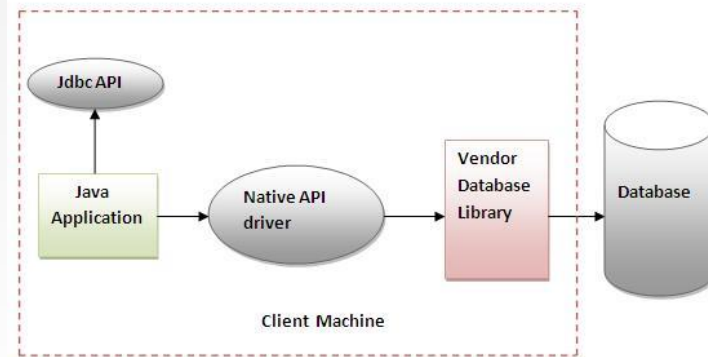 Jdbc API
Java
Application
Native API
driver
Vendor
Database
Library
Database
Client Machine